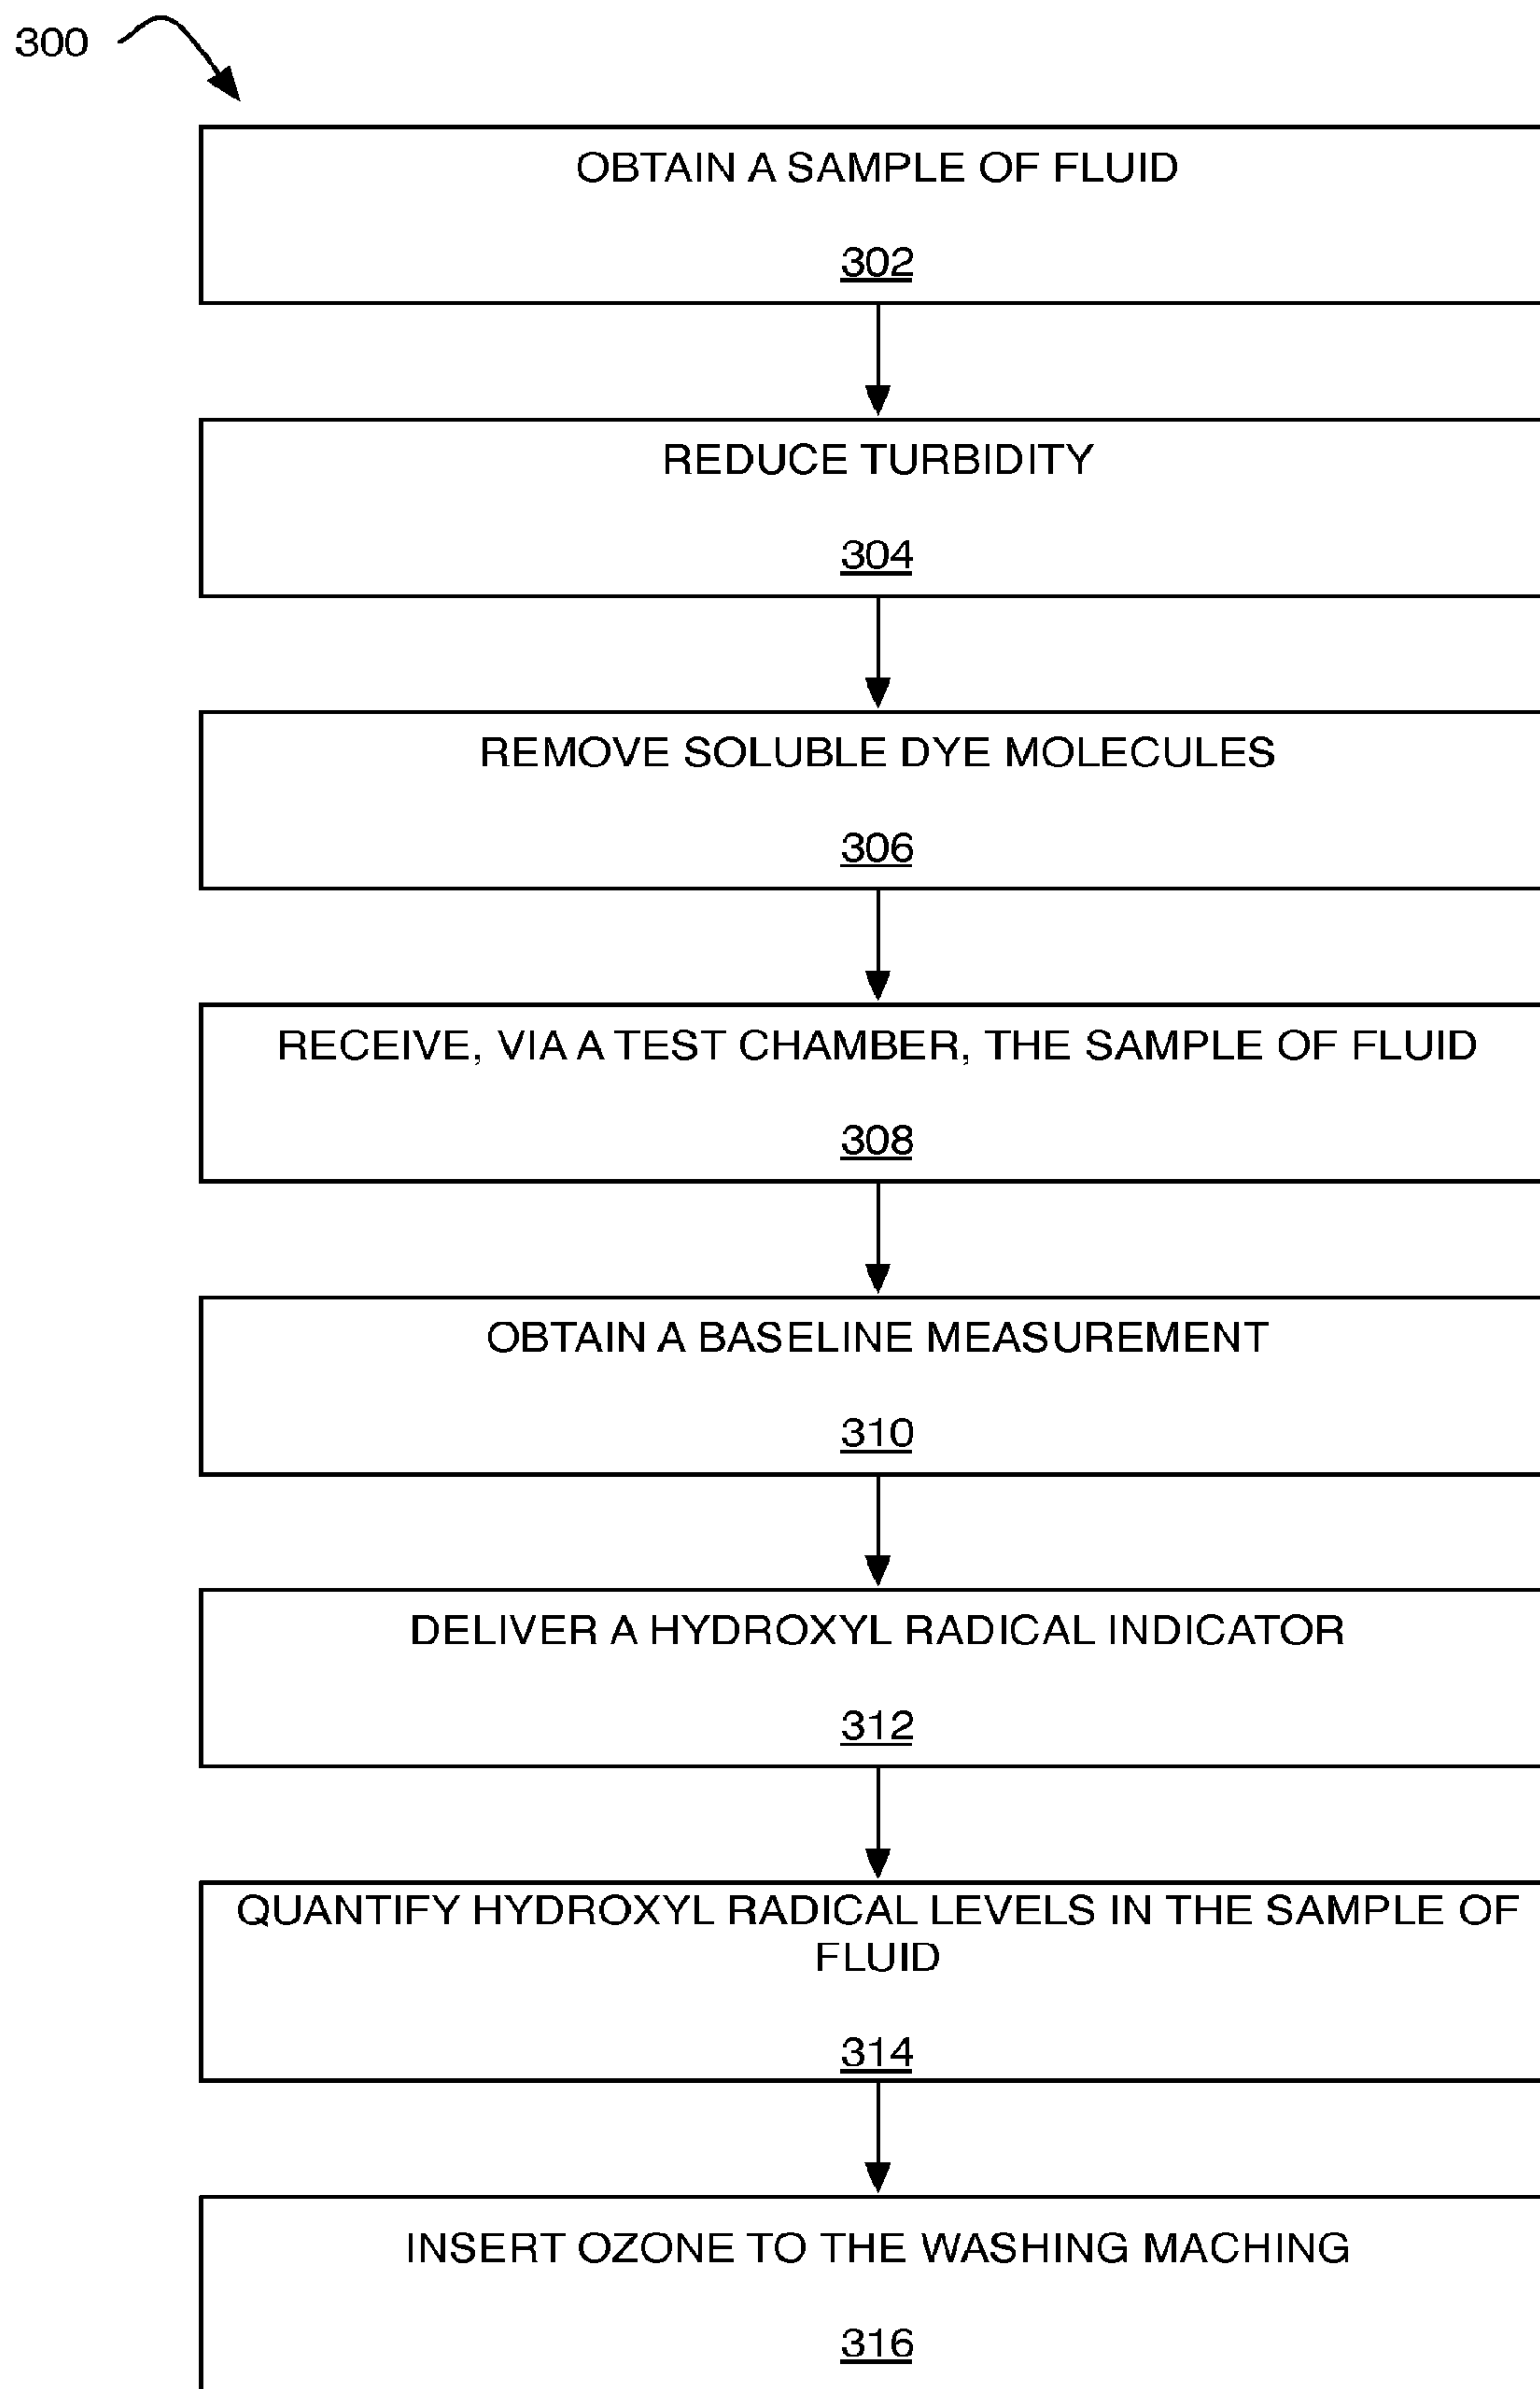 300
OBTAIN A SAMPLE OF FLUID
302
REDUCE TURBIDITY
304
REMOVE SOLUBLE DYE MOLECULES
306
RECEIVE, VIA A TEST CHAMBER, THE SAMPLE OF FLUID
308
OBTAIN A BASELINE MEASUREMENT
310
DELIVER A HYDROXYL RADICAL INDICATOR
312
QUANTIFY HYDROXYL RADICAL LEVELS IN THE SAMPLE OF
FLUID
314
INSERT OZONE TO THE WASHING MACHING
316